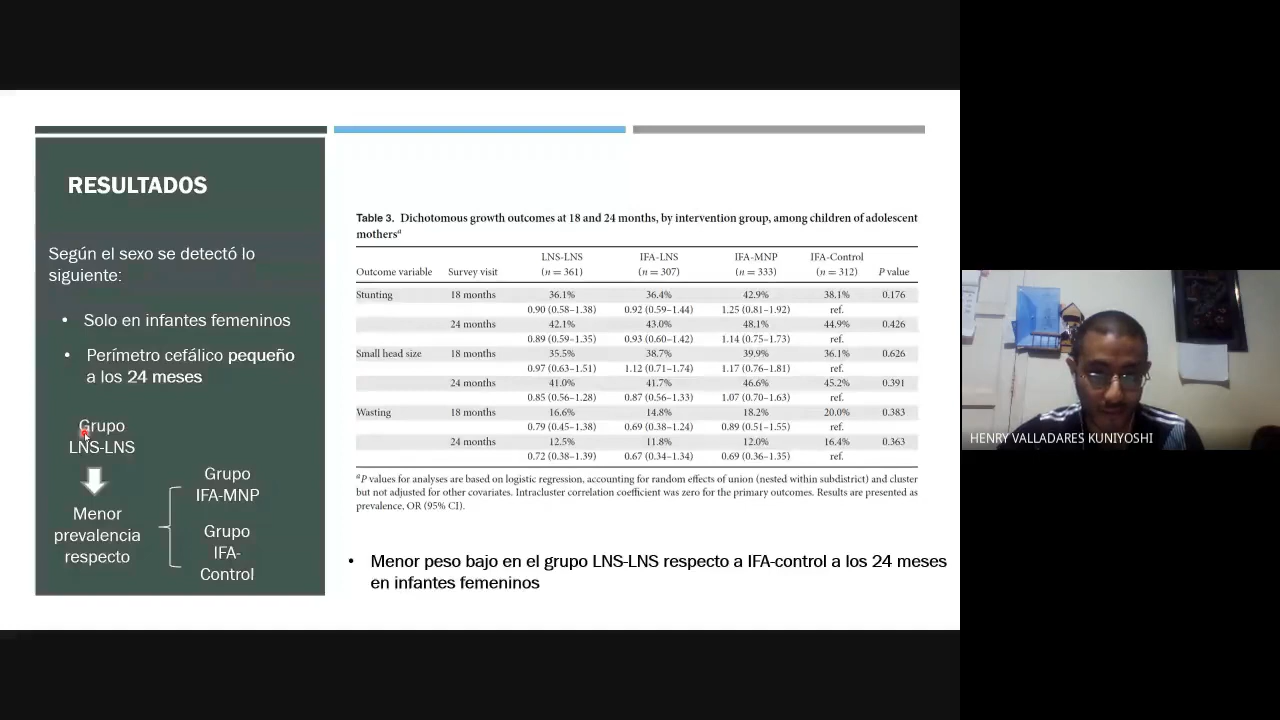 RESULTADOS
Según el sexo se detectó lo
siguiente:
• Solo en infantes femeninos
• Perímetro cefálico pequeño
a los 24 meses
Grupo
LNS-LNS
Menor
prevalencia
respecto
Grupo
IFA-MNP
Grupo
IFA-
Control
Table 3. Dichotomous growth outcomes at 18 and 24 months, by intervention group, among children of adolescent
mothersa
LNS-LNS IFA-LNS IFA-MNP IFA-Control
Outcome variable Survey visit (n = 361) (n = 307) (n = 333) (n = 312) P value
Stunting 18 months 36.1% 36.4% 42.9% 38.1% 0.176
0.90 (0.58–1.38) 0.92 (0.59–1.44) 1.25 (0.81–1.92) ref.
24 months 42.1% 43.0% 48.1% 44.9% 0.426
0.89 (0.59–1.35) 0.93 (0.60–1.42) 1.14 (0.75–1.73) ref.
Small head size 18 months 35.5% 38.7% 39.9% 36.1% 0.626
0.97 (0.63–1.51) 1.12 (0.71–1.74) 1.17 (0.76–1.81) ref.
24 months 41.0% 41.7% 46.6% 45.2% 0.391
0.85 (0.56–1.28) 0.87 (0.56–1.33) 1.07 (0.70–1.63) ref.
Wasting 18 months 16.6% 14.8% 18.2% 20.0% 0.383
0.79 (0.45–1.38) 0.69 (0.38–1.24) 0.89 (0.51–1.55) ref.
24 months 12.5% 11.8% 12.0% 16.4% 0.363
0.72 (0.38–1.39) 0.67 (0.34–1.34) 0.69 (0.36–1.35) ref.
aP values for analyses are based on logistic regression, accounting for random effects of union (nested within subdistrict) and cluster
but not adjusted for other covariates. Intracluster correlation coefficient was zero for the primary outcomes. Results are presented as
prevalence, OR (95% CI).
• Menor peso bajo en el grupo LNS-LNS respecto a IFA-control a los 24 meses
en infantes femeninos
HENRY VALLADARES KUNIYOSHI